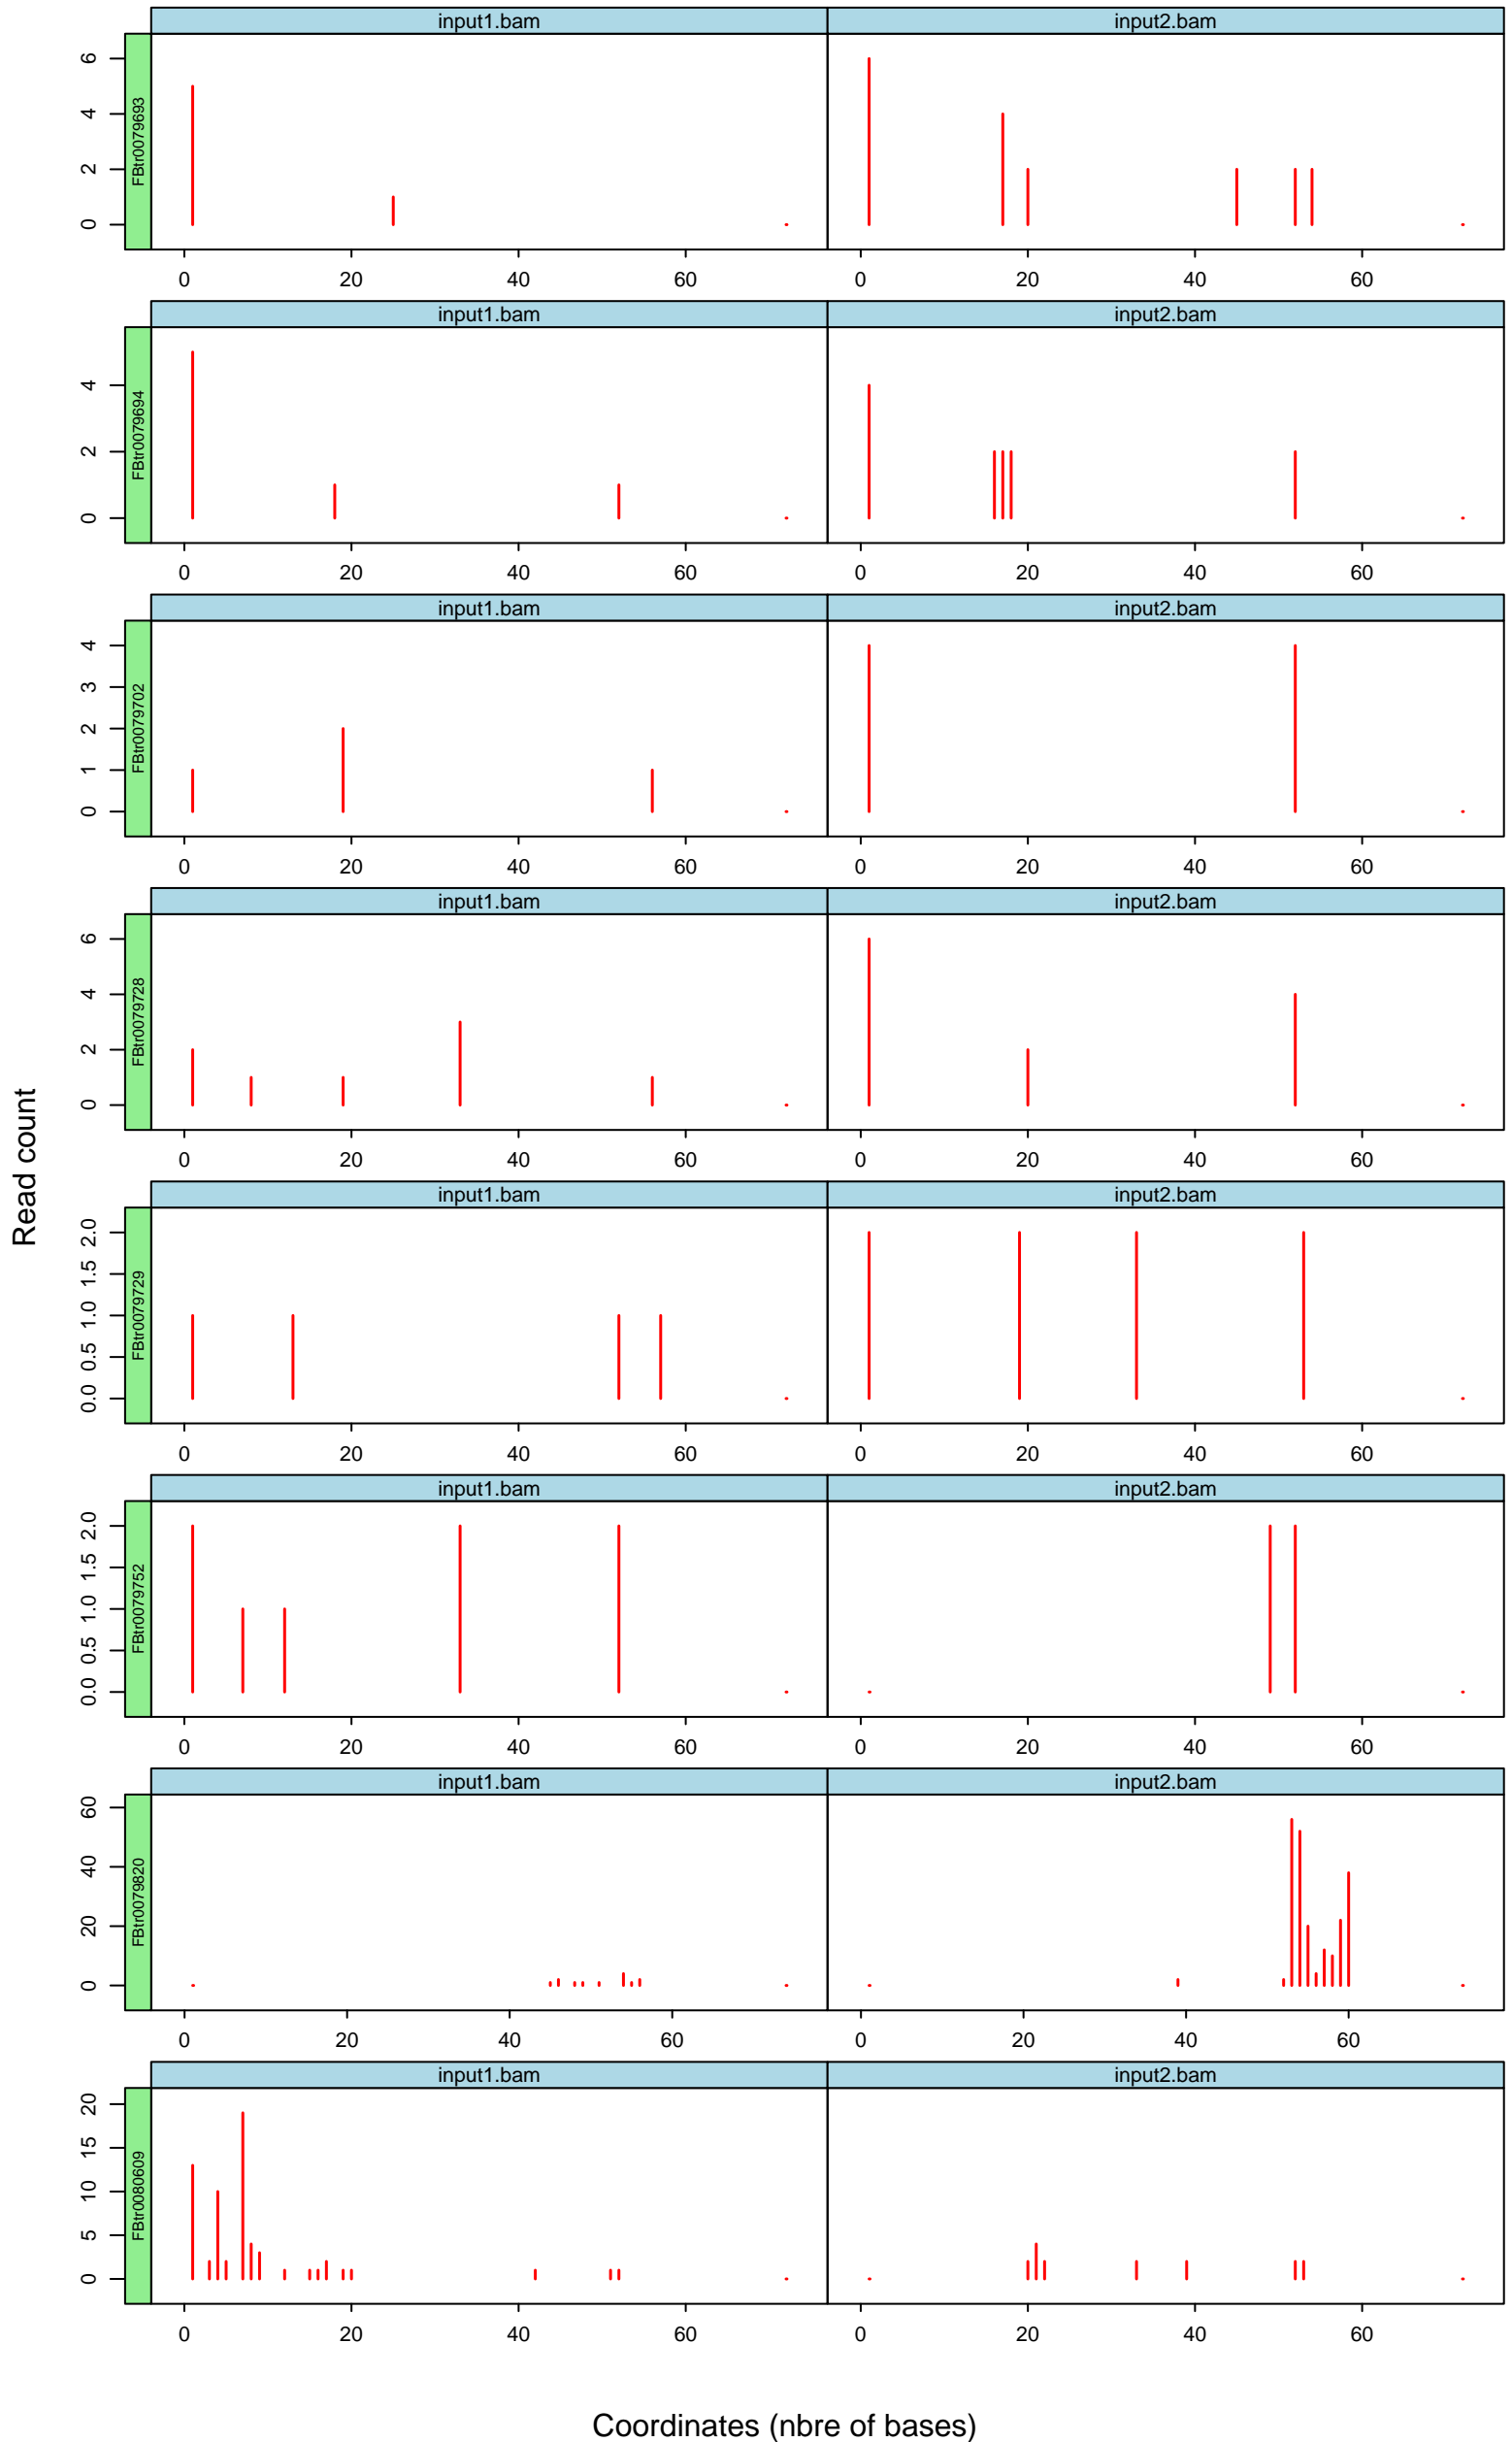 Read count
input1.bam input2.bam
FBtr0079693
6
4
2
0
0 20 40 60 0 20 40 60
input1.bam input2.bam
FBtr0079694
4
2
0
0 20 40 60 0 20 40 60
input1.bam input2.bam
FBtr0079702
4
3
2
1
0
0 20 40 60 0 20 40 60
input1.bam input2.bam
FBtr0079728
6
4
2
0
0 20 40 60 0 20 40 60
input1.bam input2.bam
FBtr0079729
2.0
1.5
1.0
0.5
0.0
0 20 40 60 0 20 40 60
input1.bam input2.bam
FBtr0079752
2.0
1.5
1.0
0.5
0.0
0 20 40 60 0 20 40 60
input1.bam input2.bam
FBtr0079820
60
40
20
0
0 20 40 60 0 20 40 60
input1.bam input2.bam
FBtr0080609
20
15
10
5
0
0 20 40 60 0 20 40 60
Coordinates (nbre of bases)